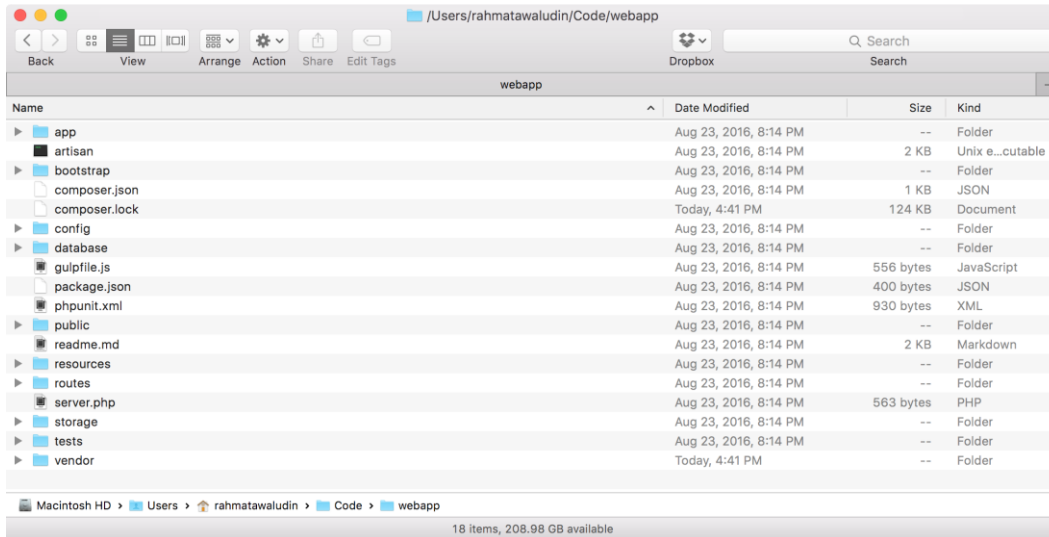 /Users/rahmatawaludin/Code/webapp
Search
Back View Arrange Action Share Edit Tags Dropbox Search
webapp
Name Date Modified Size Kind
app Aug 23, 2016, 8:14 PM -- Folder
artisan Aug 23, 2016, 8:14 PM 2 KB Unix e...cutable
bootstrap Aug 23, 2016, 8:14 PM -- Folder
composer.json Aug 23, 2016, 8:14 PM 1 KB JSON
composer.lock Today, 4:41 PM 124 KB Document
config Aug 23, 2016, 8:14 PM -- Folder
database Aug 23, 2016, 8:14 PM -- Folder
gulpfile.js Aug 23, 2016, 8:14 PM 556 bytes JavaScript
package.json Aug 23, 2016, 8:14 PM 400 bytes JSON
phpunit.xml Aug 23, 2016, 8:14 PM 930 bytes XML
public Aug 23, 2016, 8:14 PM -- Folder
readme.md Aug 23, 2016, 8:14 PM 2 KB Markdown
resources Aug 23, 2016, 8:14 PM -- Folder
routes Aug 23, 2016, 8:14 PM -- Folder
server.php Aug 23, 2016, 8:14 PM 563 bytes PHP
storage Aug 23, 2016, 8:14 PM -- Folder
tests Aug 23, 2016, 8:14 PM -- Folder
vendor Today, 4:41 PM -- Folder
Macintosh HD › Users › rahmatawaludin › Code › webapp
18 items, 208.98 GB available